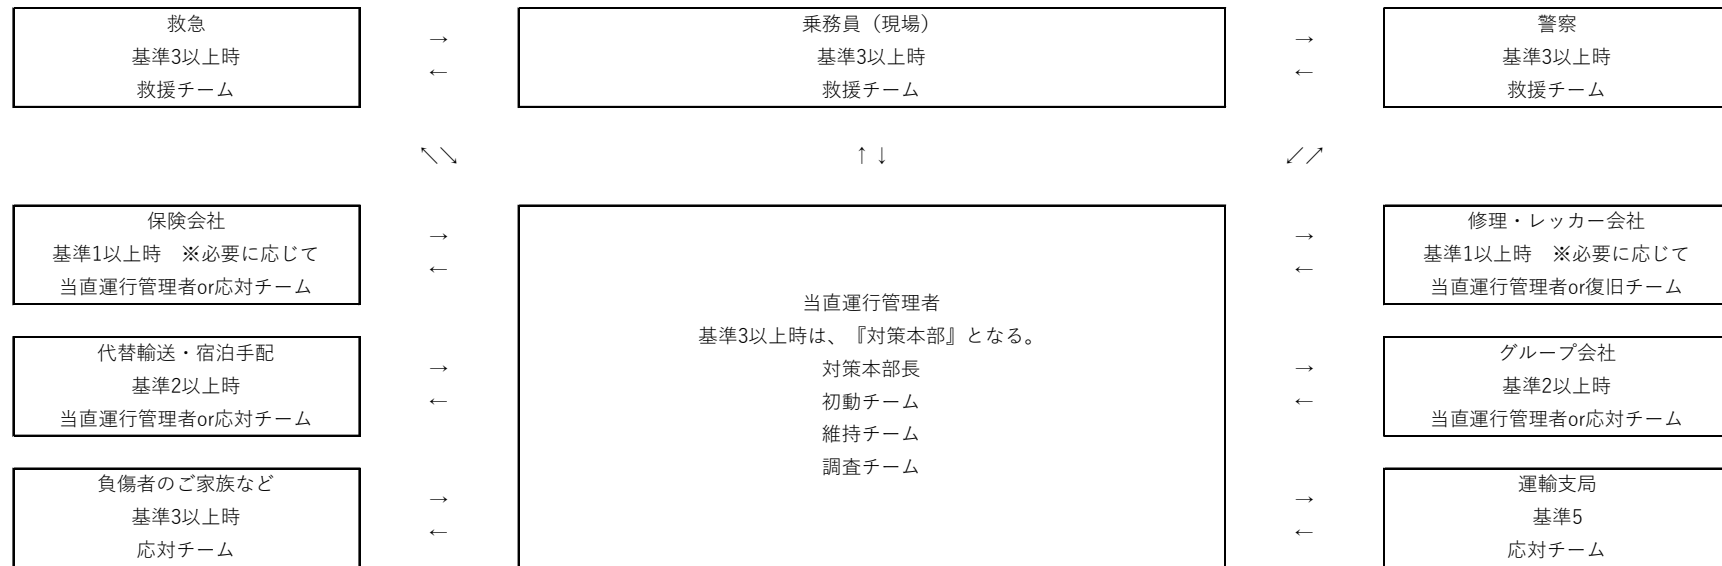 救急
基準3以上時
救援チーム
→
←
乗務員（現場）
基準3以上時
救援チーム
→
←
警察
基準3以上時
救援チーム
↖↘
↑↓
↙↗
保険会社
基準1以上時　※必要に応じて
当直運行管理者or応対チーム
→
←
代替輸送・宿泊手配
基準2以上時
当直運行管理者or応対チーム
→
←
負傷者のご家族など
基準3以上時
応対チーム
→
←
当直運行管理者
基準3以上時は、『対策本部』となる。
対策本部長
初動チーム
維持チーム
調査チーム
→
←
修理・レッカー会社
基準1以上時　※必要に応じて
当直運行管理者or復旧チーム
→
←
グループ会社
基準2以上時
当直運行管理者or応対チーム
→
←
運輸支局
基準5
応対チーム